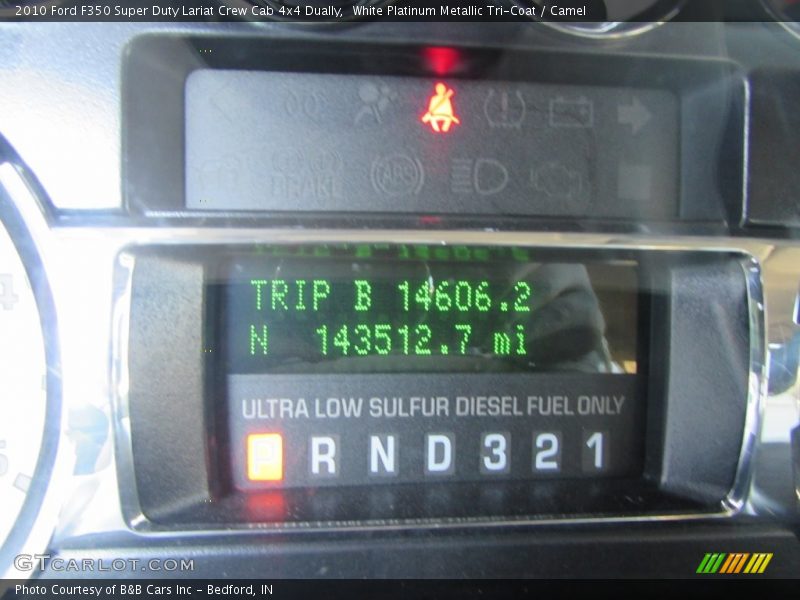 2010 Ford F350 Super Duty Lariat Crew Cab 4x4 Dually,  White Platinum Metallic Tri-Coat / Camel
BRAKE ABS
TRIP B 14606.2
N 143512.7 mi
ULTRA LOW SULFUR DIESEL FUEL ONLY
P R N D 3 2 1
GTCARLOT.COM
Photo Courtesy of B&B Cars Inc - Bedford, IN